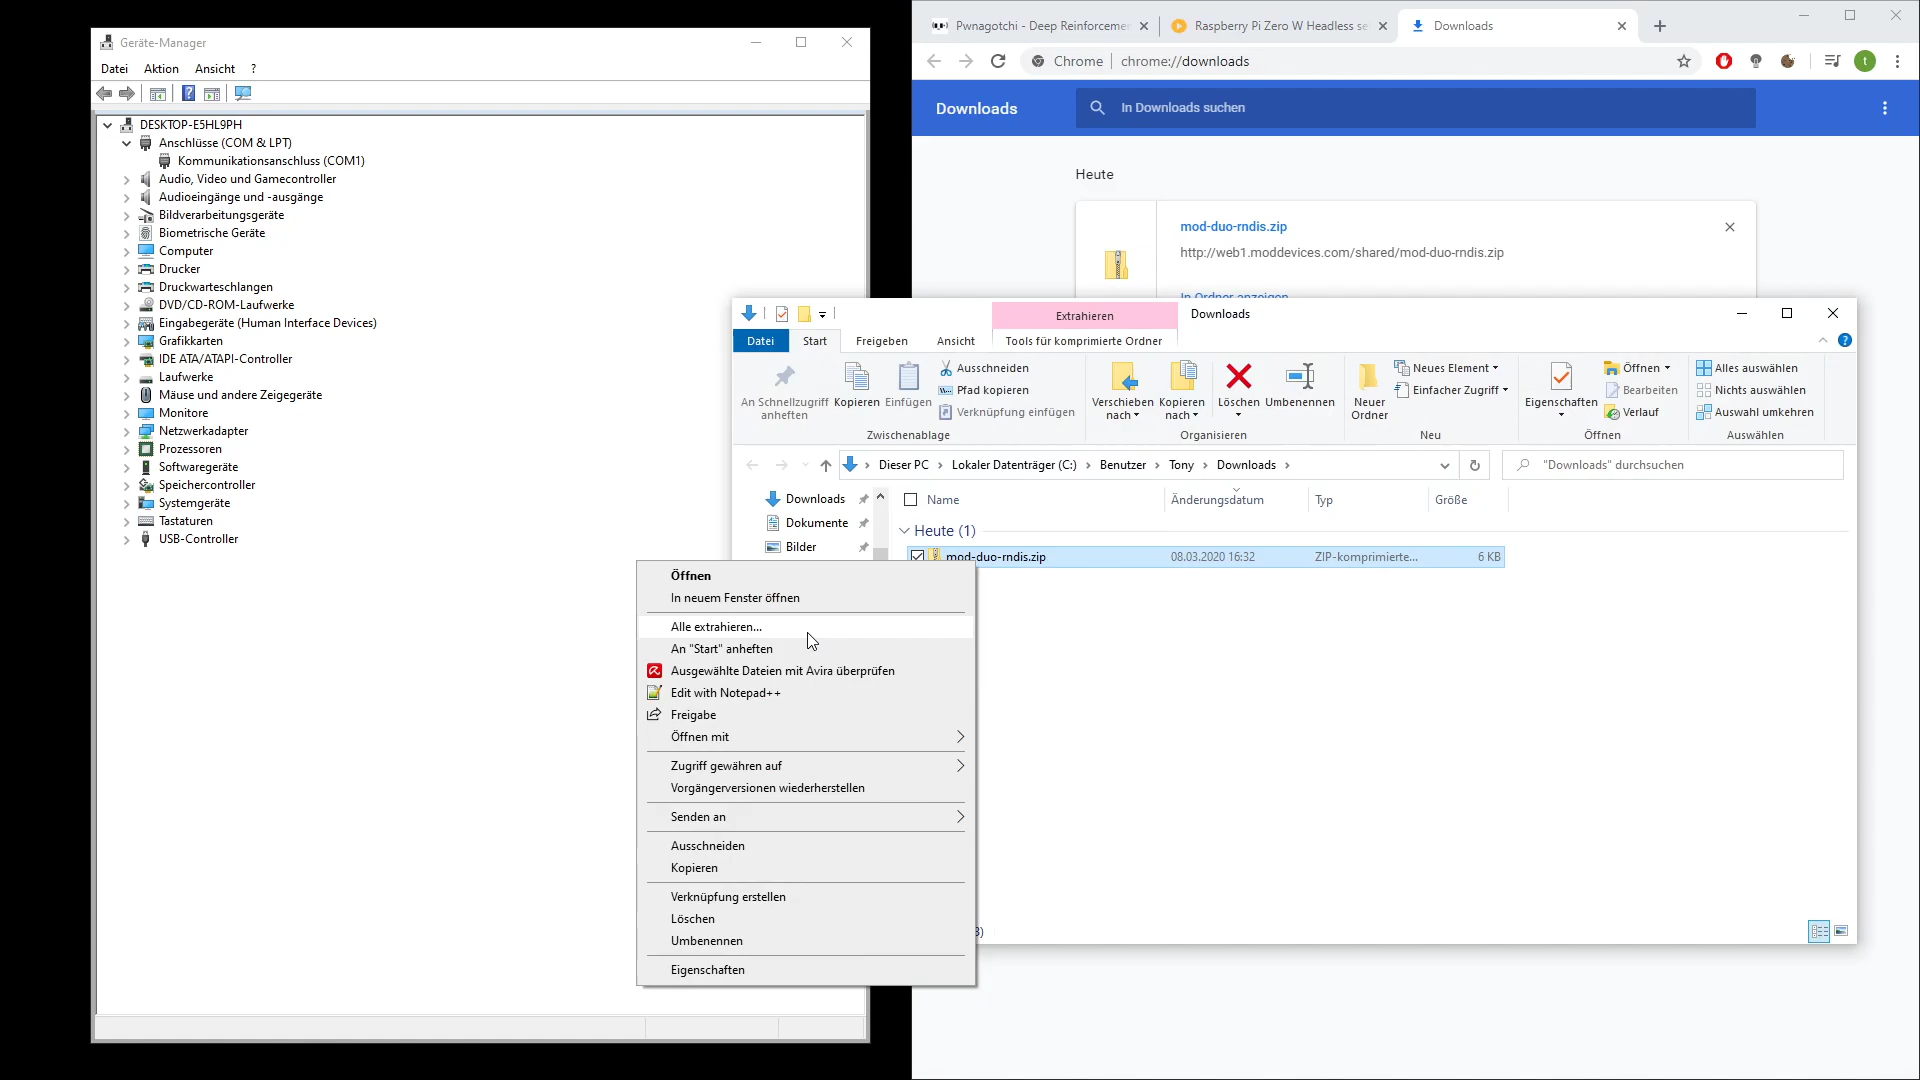 Geräte-Manager
Datei Aktion Ansicht ?
DESKTOP-E5HL9PH
Anschlüsse (COM & LPT)
Kommunikationsanschluss (COM1)
Audio, Video und Gamecontroller
Audioeingänge und -ausgänge
Bildverarbeitungsgeräte
Biometrische Geräte
Computer
Drucker
Druckwarteschlangen
DVD/CD-ROM-Laufwerke
Eingabegeräte (Human Interface Devices)
Grafikkarten
IDE ATA/ATAPI-Controller
Laufwerke
Mäuse und andere Zeigegeräte
Monitore
Netzwerkadapter
Prozessoren
Softwaregeräte
Speichercontroller
Systemgeräte
Tastaturen
USB-Controller
Pwnagotchi - Deep Reinforcemen
Raspberry Pi Zero W Headless se
Downloads
Chrome chrome://downloads
t
Downloads
In Downloads suchen
Heute
mod-duo-rndis.zip
http://web1.moddevices.com/shared/mod-duo-rndis.zip
In Ordner anzeigen
Extrahieren
Downloads
Datei Start Freigeben Ansicht Tools für komprimierte Ordner
An Schnellzugriff anheften
Kopieren
Einfügen
Ausschneiden
Pfad kopieren
Verknüpfung einfügen
Zwischenablage
Verschieben nach
Kopieren nach
Löschen
Umbenennen
Organisieren
Neuer Ordner
Neues Element
Einfacher Zugriff
Neu
Eigenschaften
Öffnen
Bearbeiten
Verlauf
Öffnen
Alles auswählen
Nichts auswählen
Auswahl umkehren
Auswählen
Dieser PC > Lokaler Datenträger (C:) > Benutzer > Tony > Downloads >
"Downloads" durchsuchen
Downloads
Dokumente
Bilder
Name Änderungsdatum Typ Größe
Heute (1)
mod-duo-rndis.zip 08.03.2020 16:32 ZIP-komprimierte... 6 KB
Öffnen
In neuem Fenster öffnen
Alle extrahieren...
An "Start" anheften
Ausgewählte Dateien mit Avira überprüfen
Edit with Notepad++
Freigabe
Öffnen mit
Zugriff gewähren auf
Vorgängerversionen wiederherstellen
Senden an
Ausschneiden
Kopieren
Verknüpfung erstellen
Löschen
Umbenennen
Eigenschaften